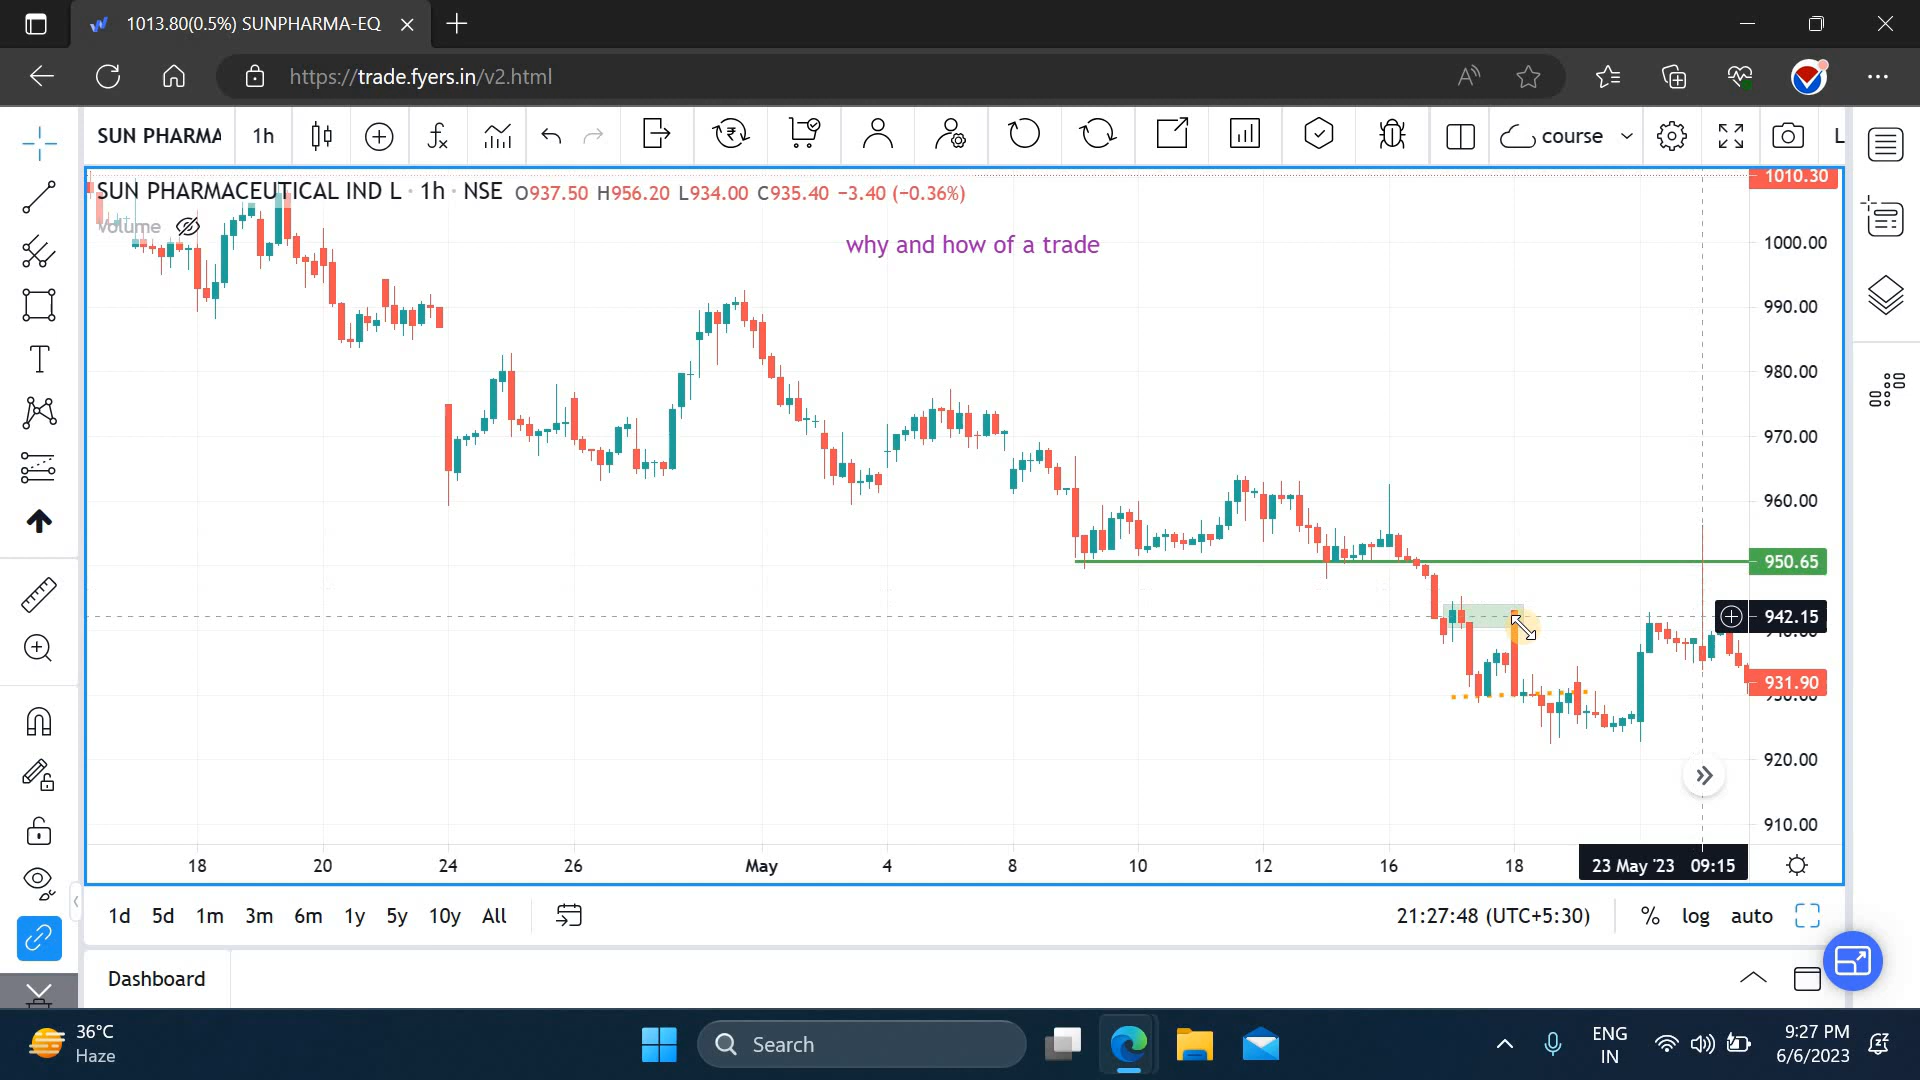 1013.80(0.5%) SUNPHARMA-EQ
https://trade.fyers.in/v2.html
SUN PHARMA 1h course
SUN PHARMACEUTICAL IND L · 1h · NSE O937.50 H956.20 L934.00 C935.40 −3.40 (−0.36%)
Volume
why and how of a trade
1010.30
1000.00
990.00
980.00
970.00
960.00
950.65
942.15
931.90
920.00
910.00
18 20 24 26 May 4 8 10 12 16 18 23 May '23 09:15
1d 5d 1m 3m 6m 1y 5y 10y All 21:27:48 (UTC+5:30) % log auto
Dashboard
36°C
Haze
Search
ENG
IN
9:27 PM
6/6/2023